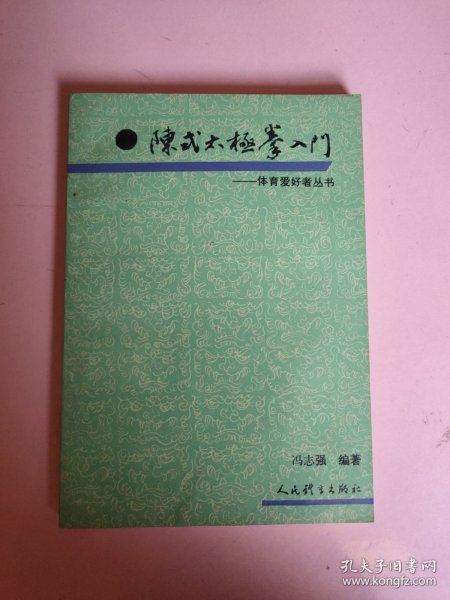 ●陳式太極拳入門
——体育爱好者丛书
冯志强 编著
人民體育出版社
孔夫子旧书网
www.kongfz.com